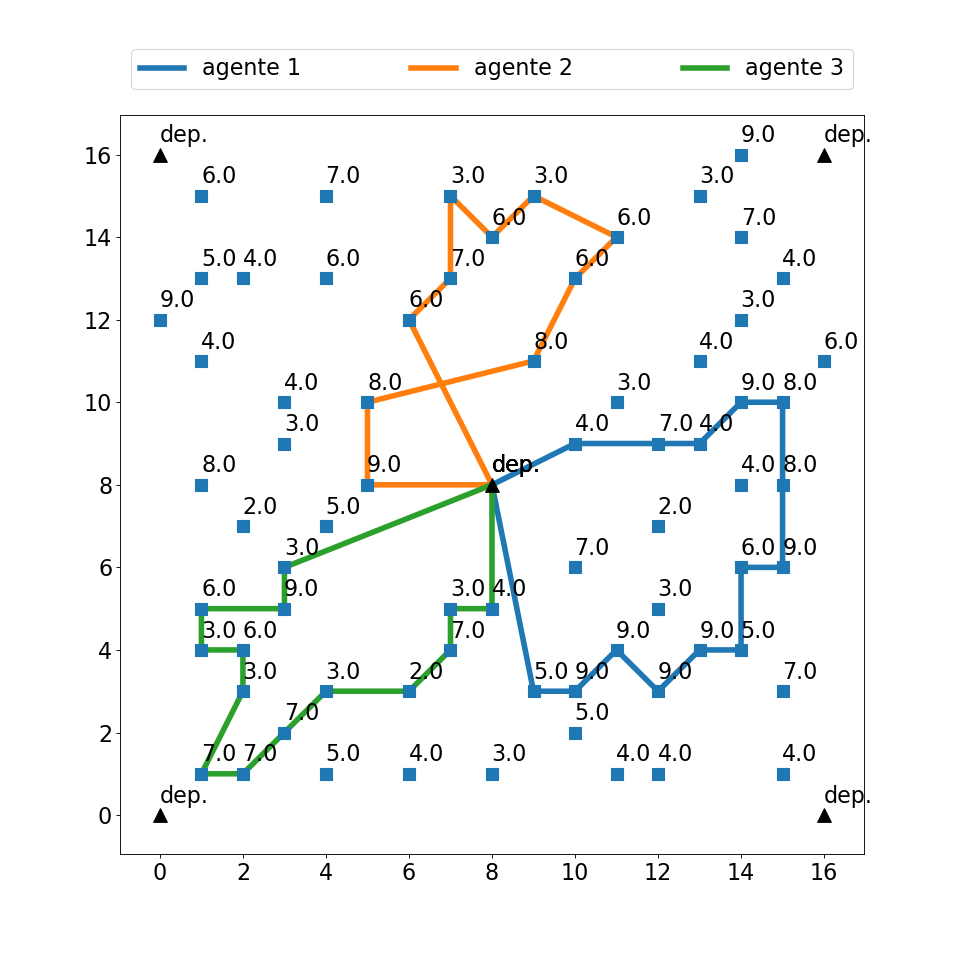 agente 1 agente 2 agente 3
9.0
dep. dep.
16
6.0 7.0 3.0 3.0 3.0
6.0 6.0 7.0
14
5.0 4.0 6.0 7.0 6.0 4.0
9.0 6.0 3.0
12
4.0 8.0 4.0 6.0
4.0 8.0 3.0 9.0 8.0
10
3.0 4.0 7.0 4.0
8.0 9.0 dep. 4.0 8.0
8
2.0 5.0 2.0
3.0 7.0 6.0 9.0
6
6.0 9.0 3.0 4.0 3.0
3.0 6.0 7.0 9.0 9.0 5.0
4
3.0 3.0 2.0 5.0 9.0 9.0 7.0
7.0 5.0
2
7.0 7.0 5.0 4.0 3.0 4.0 4.0 4.0
dep. dep.
0
0 2 4 6 8 10 12 14 16